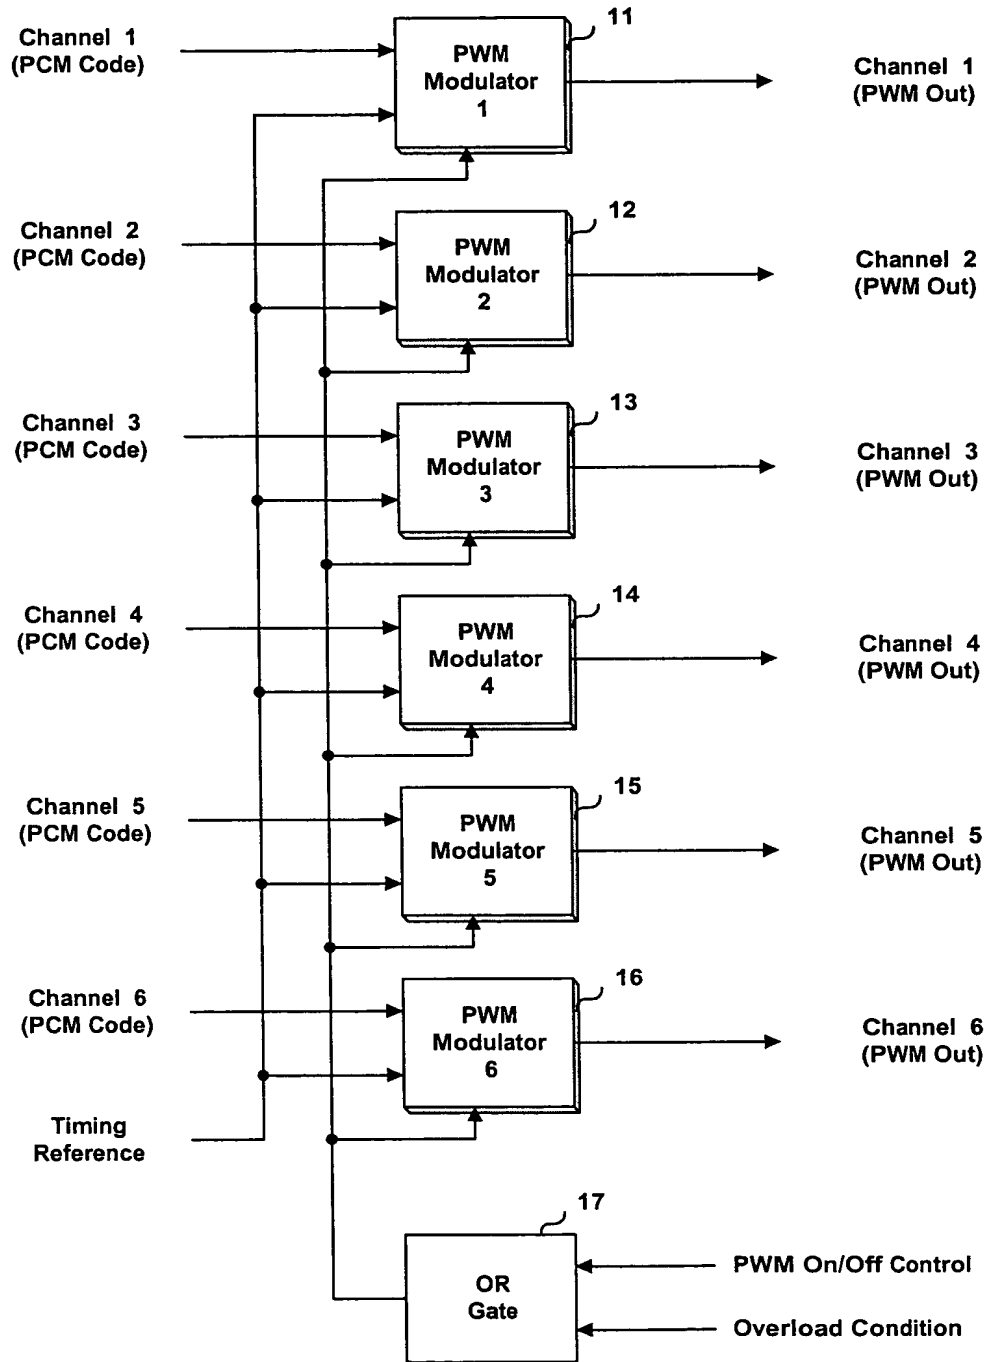 Channel 1
(PCM Code)
PWM
Modulator
1
11
Channel 1
(PWM Out)
Channel 2
(PCM Code)
PWM
Modulator
2
12
Channel 2
(PWM Out)
Channel 3
(PCM Code)
PWM
Modulator
3
13
Channel 3
(PWM Out)
Channel 4
(PCM Code)
PWM
Modulator
4
14
Channel 4
(PWM Out)
Channel 5
(PCM Code)
PWM
Modulator
5
15
Channel 5
(PWM Out)
Channel 6
(PCM Code)
PWM
Modulator
6
16
Channel 6
(PWM Out)
Timing
Reference
17
OR
Gate
PWM On/Off Control
Overload Condition